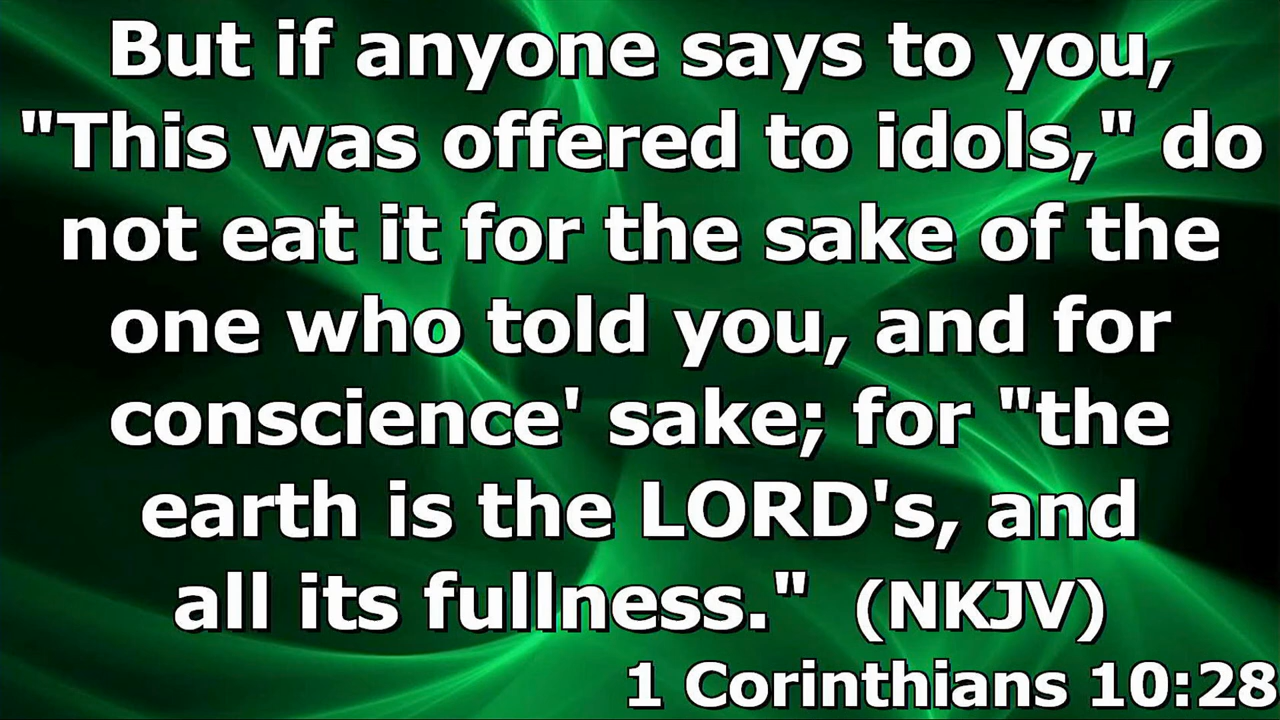 But if anyone says to you,
"This was offered to idols," do
not eat it for the sake of the
one who told you, and for
conscience' sake; for "the
earth is the LORD's, and
all its fullness." (NKJV)
1 Corinthians 10:28